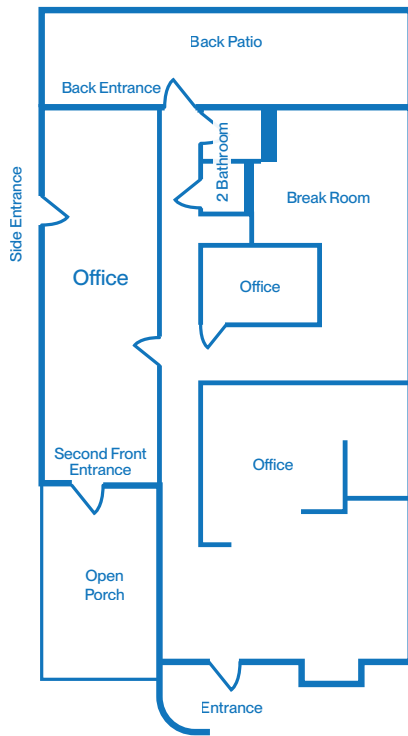 Back Patio
Back Entrance
2 Bathroom
Side Entrance
Break Room
Office
Office
Second Front
Entrance
Office
Open
Porch
Entrance